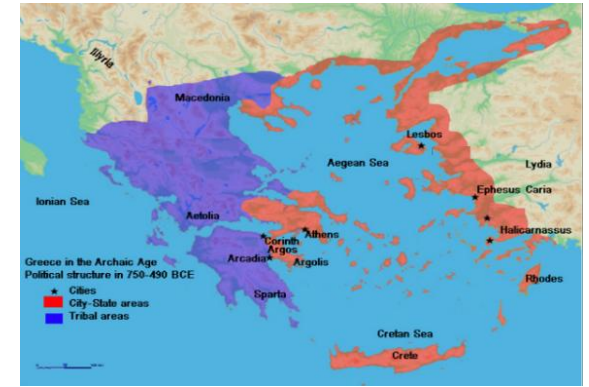 Illyria
Macedonia
Lesbos
Aegean Sea
Lydia
Ephesus Caria
Ionian Sea
Aetolia
Halicarnassus
Athens
Corinth
Argos
Arcadia
Argolis
Greece in the Archaic Age
Political structure in 750-490 BCE
Cities
City-State areas
Tribal areas
Sparta
Rhodes
Cretan Sea
Crete